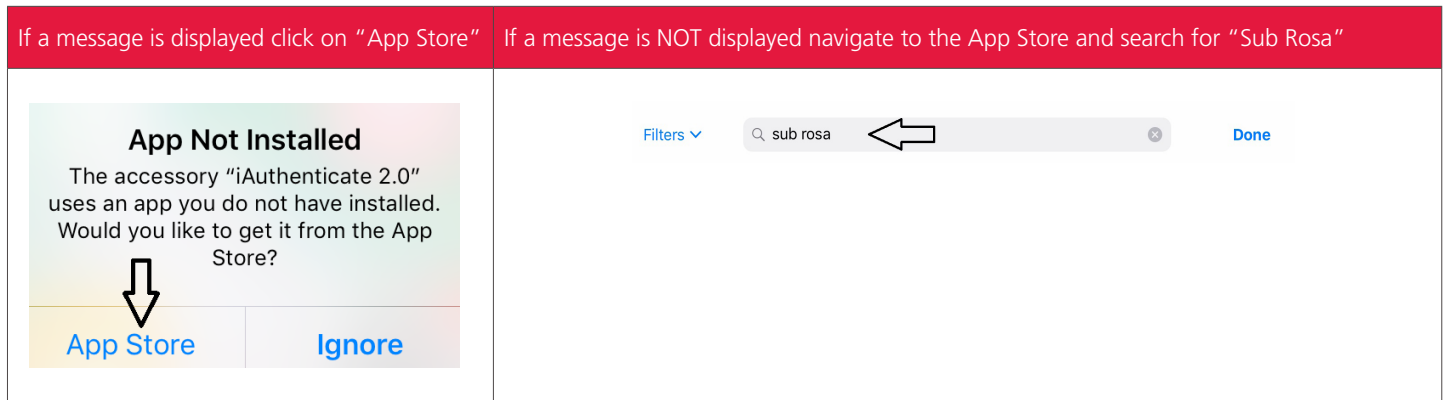 If a message is displayed click on “App Store”
If a message is NOT displayed navigate to the App Store and search for “Sub Rosa”
App Not Installed
The accessory “iAuthenticate 2.0”
uses an app you do not have installed.
Would you like to get it from the App
Store?
App Store
Ignore
Filters
sub rosa
Done